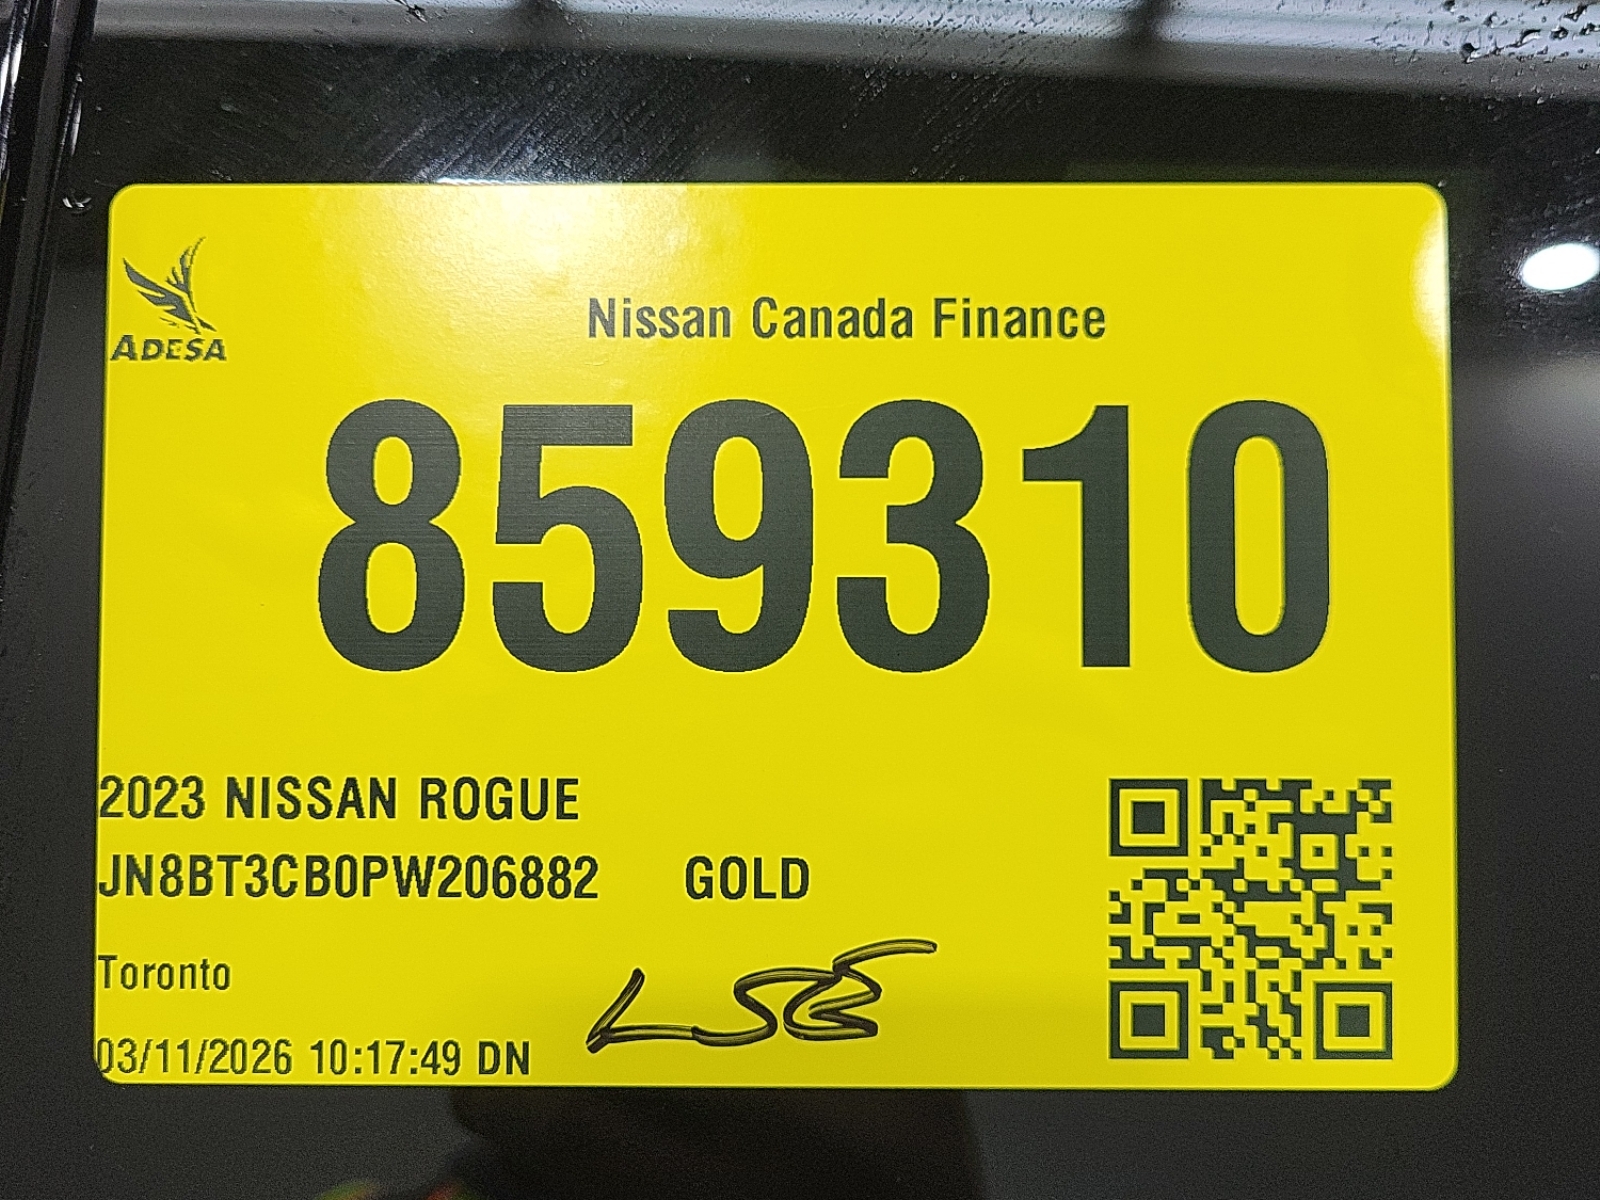 ADESA
Nissan Canada Finance
859310
2023 NISSAN ROGUE
JN8BT3CB0PW206882 GOLD
Toronto
03/11/2026 10:17:49 DN